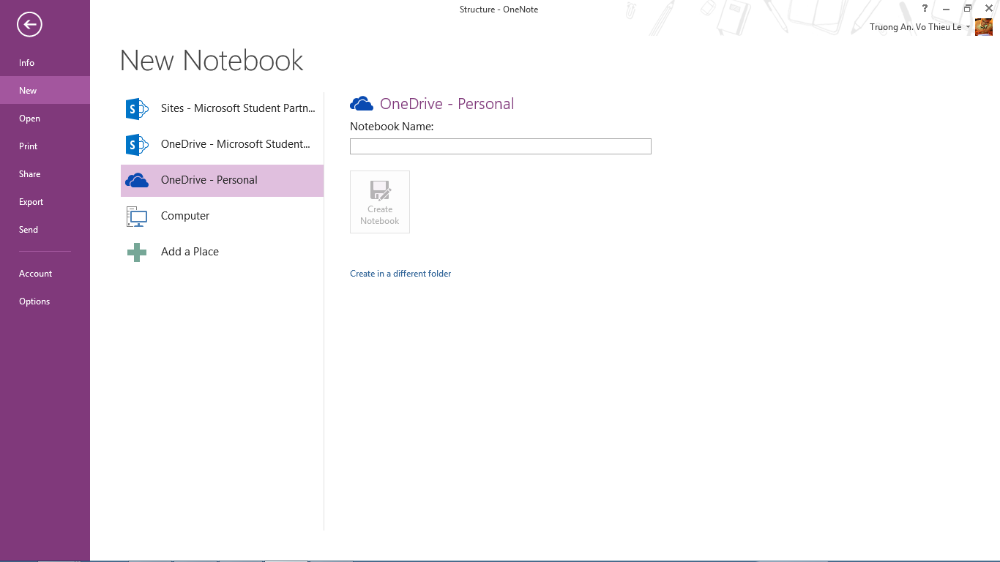 Structure - OneNote
?
Truong An. Vo Thieu Le
Info
New
Open
Print
Share
Export
Send
Account
Options
New Notebook
S Sites - Microsoft Student Partn...
S OneDrive - Microsoft Student...
OneDrive - Personal
Computer
Add a Place
OneDrive - Personal
Notebook Name:
Create
Notebook
Create in a different folder